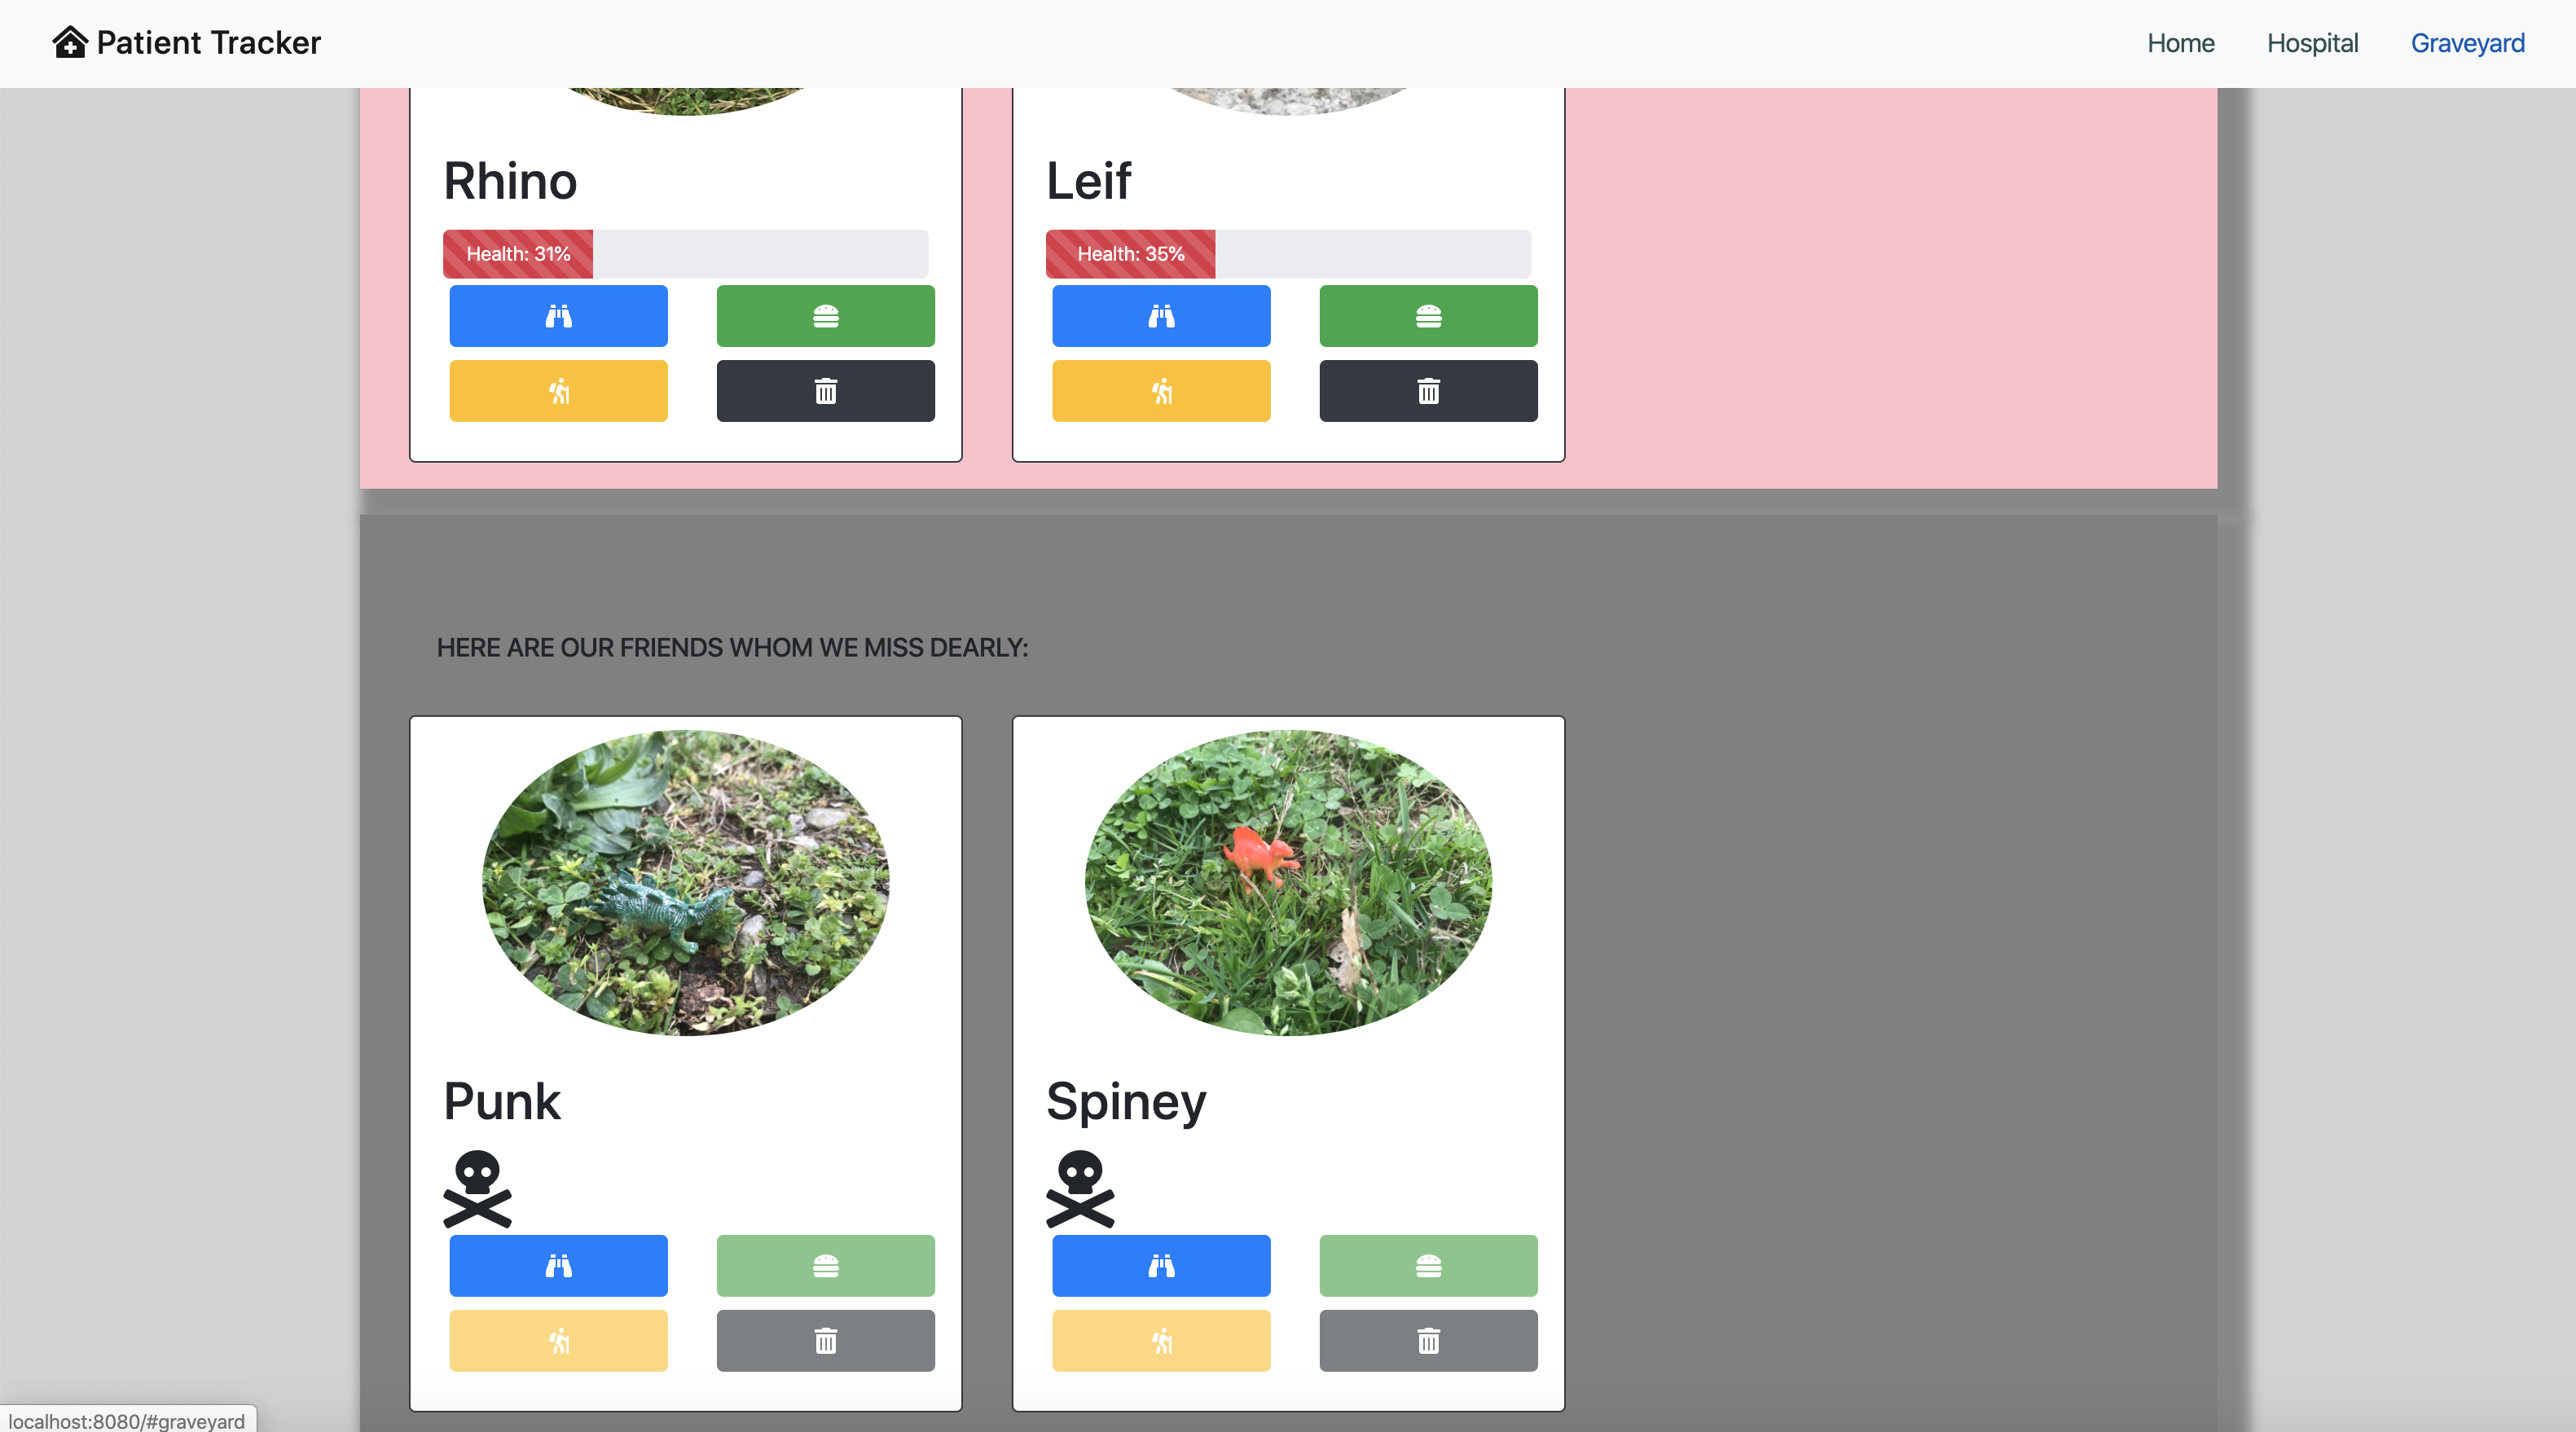 Patient Tracker
Home
Hospital
Graveyard
Rhino
Leif
Health: 31%
Health: 35%
HERE ARE OUR FRIENDS WHOM WE MISS DEARLY:
Punk
Spiney
localhost:8080/#graveyard